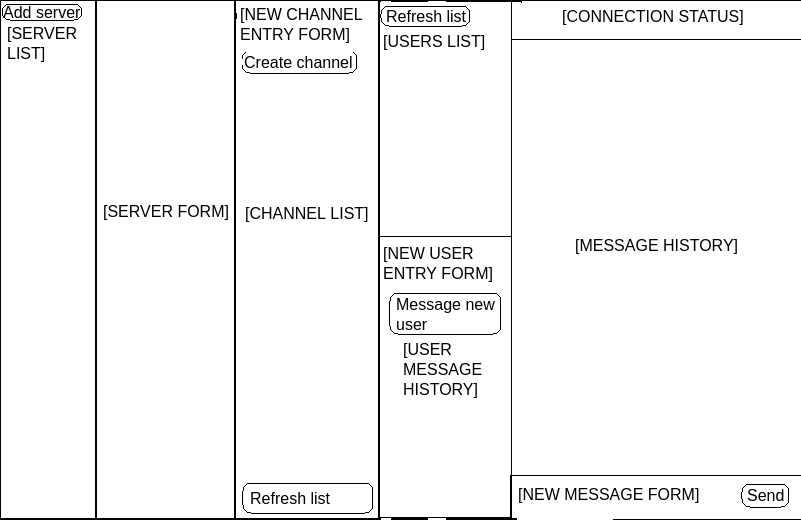 Add server
[SERVER
LIST]
[SERVER FORM]
[NEW CHANNEL
ENTRY FORM]
Create channel
[CHANNEL LIST]
Refresh list
Refresh list
[USERS LIST]
[NEW USER
ENTRY FORM]
Message new
user
[USER
MESSAGE
HISTORY]
[CONNECTION STATUS]
[MESSAGE HISTORY]
[NEW MESSAGE FORM]
Send